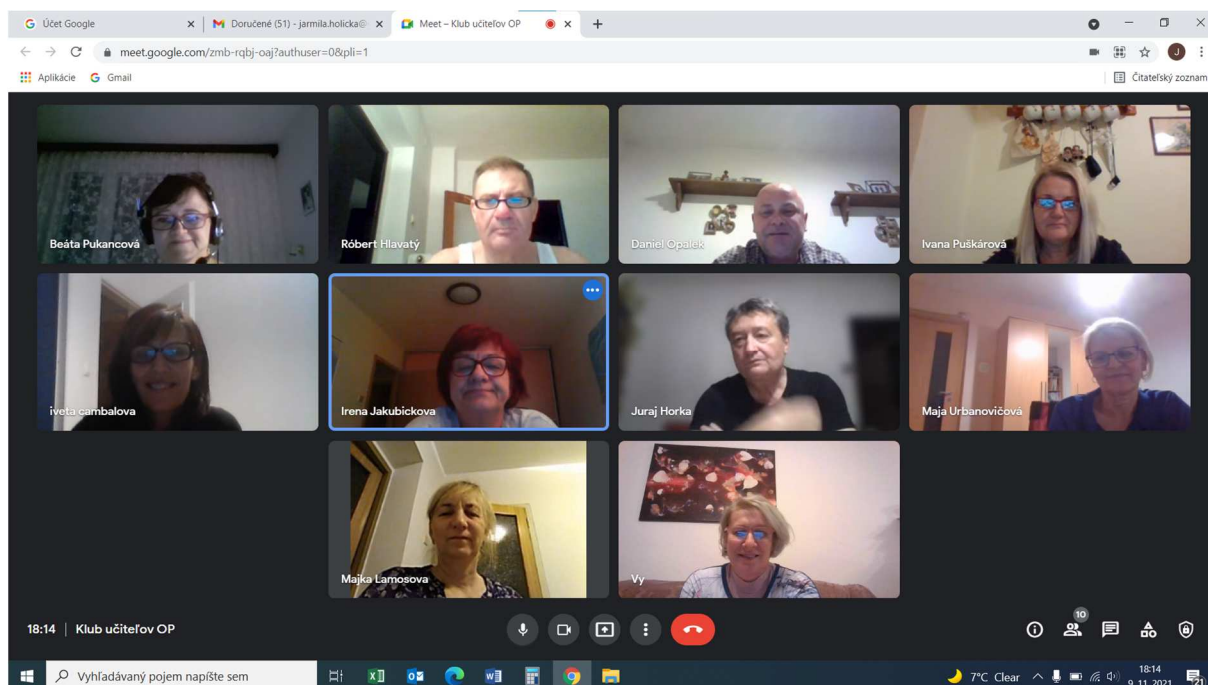 Účet Google
Doručené (51) - jarmila.holicka@
Meet – Klub učiteľov OP
meet.google.com/zmb-rqbj-oaj?authuser=0&pli=1
J
Aplikácie
Gmail
Čitateľský zoznam
Beáta Pukancová
Róbert Hlavatý
Daniel Opálek
Ivana Puškárová
iveta cambalova
Irena Jakubickova
Juraj Horka
Maja Urbanovičová
Majka Lamosova
Vy
18:14 | Klub učiteľov OP
10
Vyhľadávaný pojem napíšte sem
7°C Clear
18:14
9. 11. 2021
21